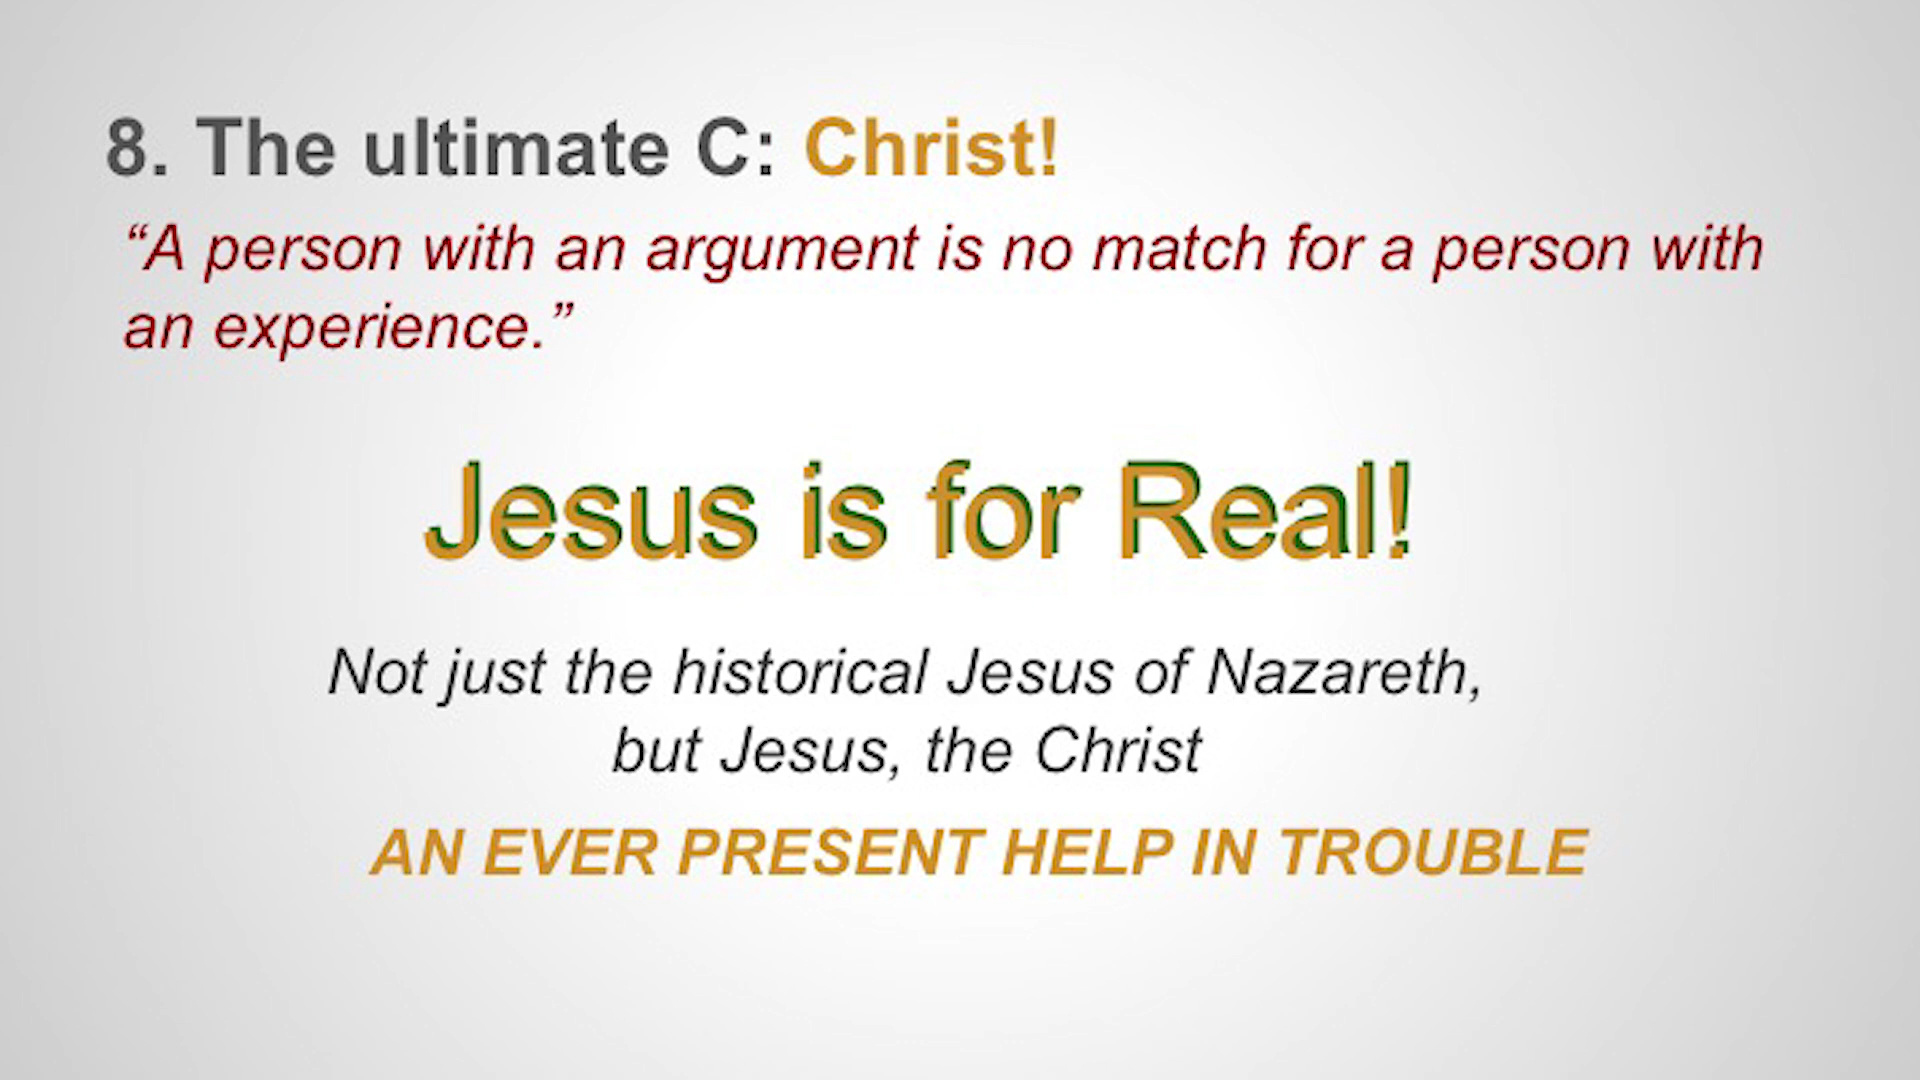 8. The ultimate C: Christ!
“A person with an argument is no match for a person with
an experience.”
Jesus is for Real!
Not just the historical Jesus of Nazareth,
but Jesus, the Christ
AN EVER PRESENT HELP IN TROUBLE